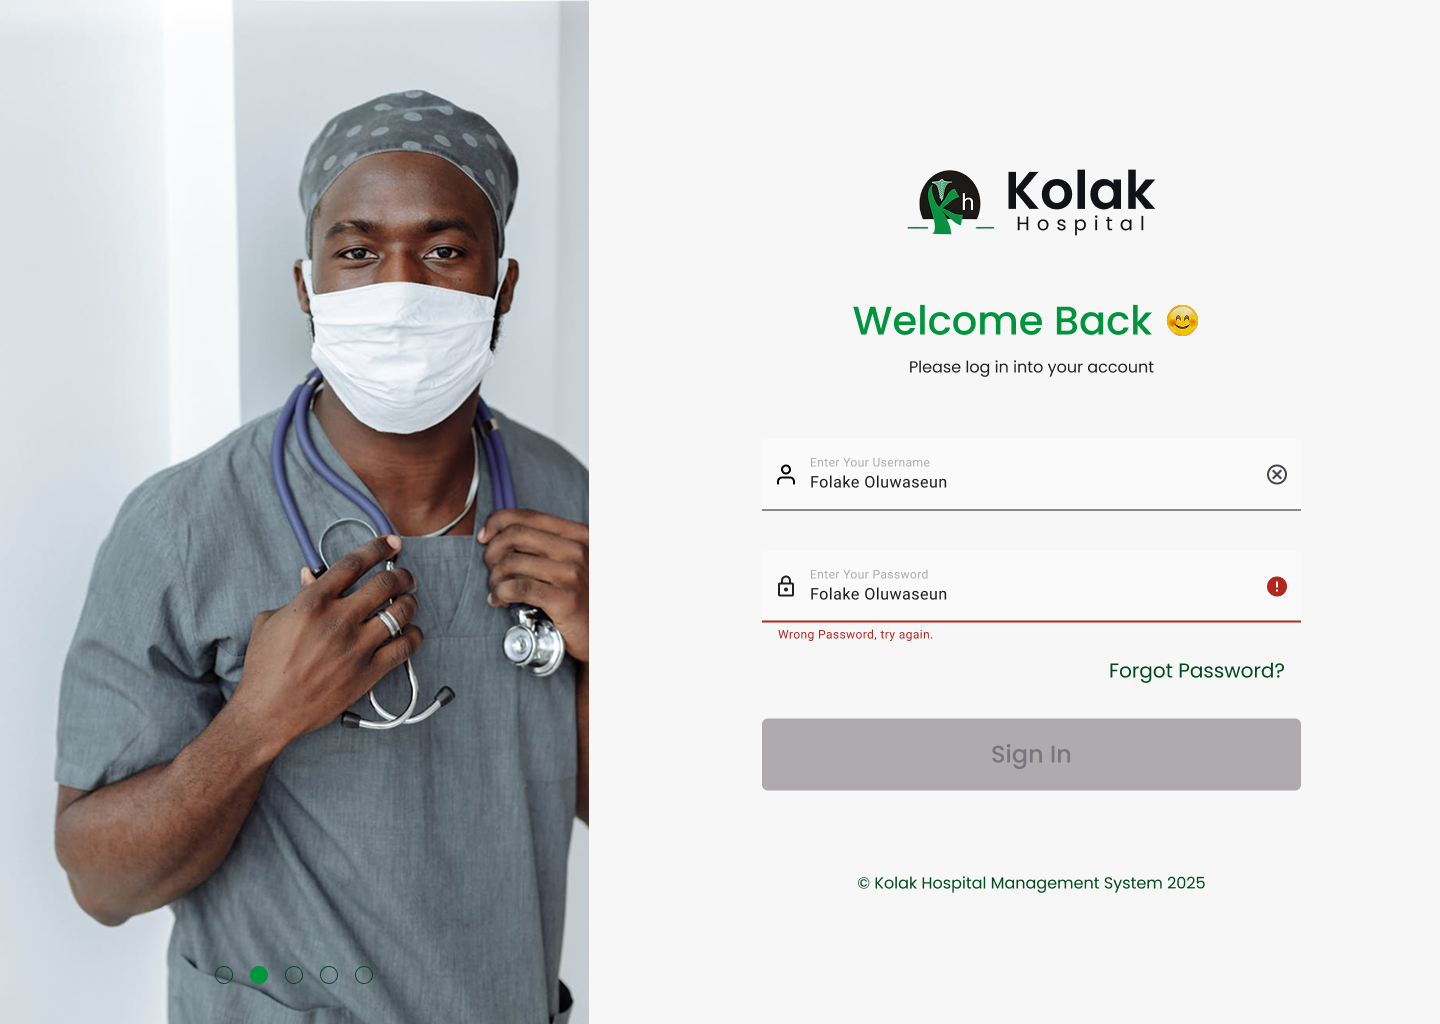 Kh
Kolak
Hospital
Welcome Back 😊
Please log in into your account
Enter Your Username
Folake Oluwaseun
Enter Your Password
Folake Oluwaseun
Wrong Password, try again.
Forgot Password?
Sign In
© Kolak Hospital Management System 2025